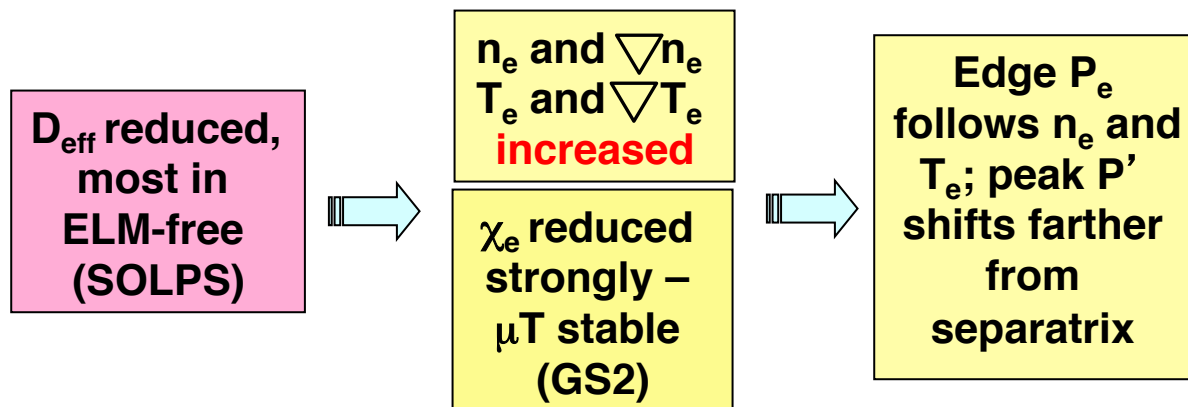 D_eff reduced,
most in
ELM-free
(SOLPS)
n_e and ▽n_e
T_e and ▽T_e
increased
χ_e reduced
strongly –
μT stable
(GS2)
Edge P_e
follows n_e and
T_e; peak P’
shifts farther
from
separatrix